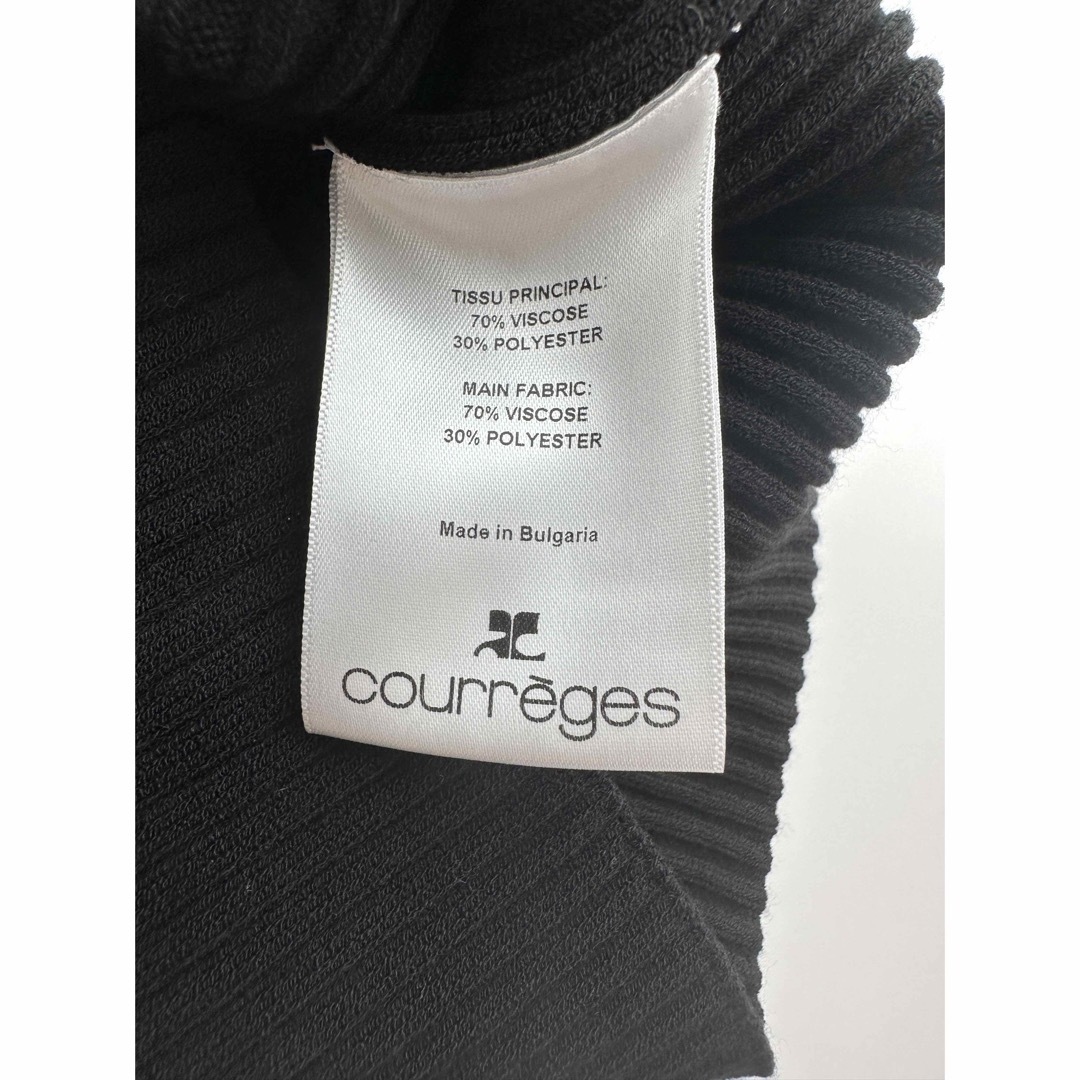 TISSU PRINCIPAL:
70% VISCOSE
30% POLYESTER
MAIN FABRIC:
70% VISCOSE
30% POLYESTER
Made in Bulgaria
courrèges